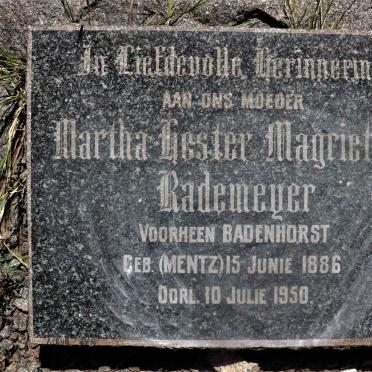 In Liefdevolle Herinnerin
AAN ONS MOEDER
Martha Hester Magriet
Rademeyer
VOORHEEN BADENHORST
GEB. (MENTZ) 15 JUNIE 1886
OORL. 10 JULIE 1950.